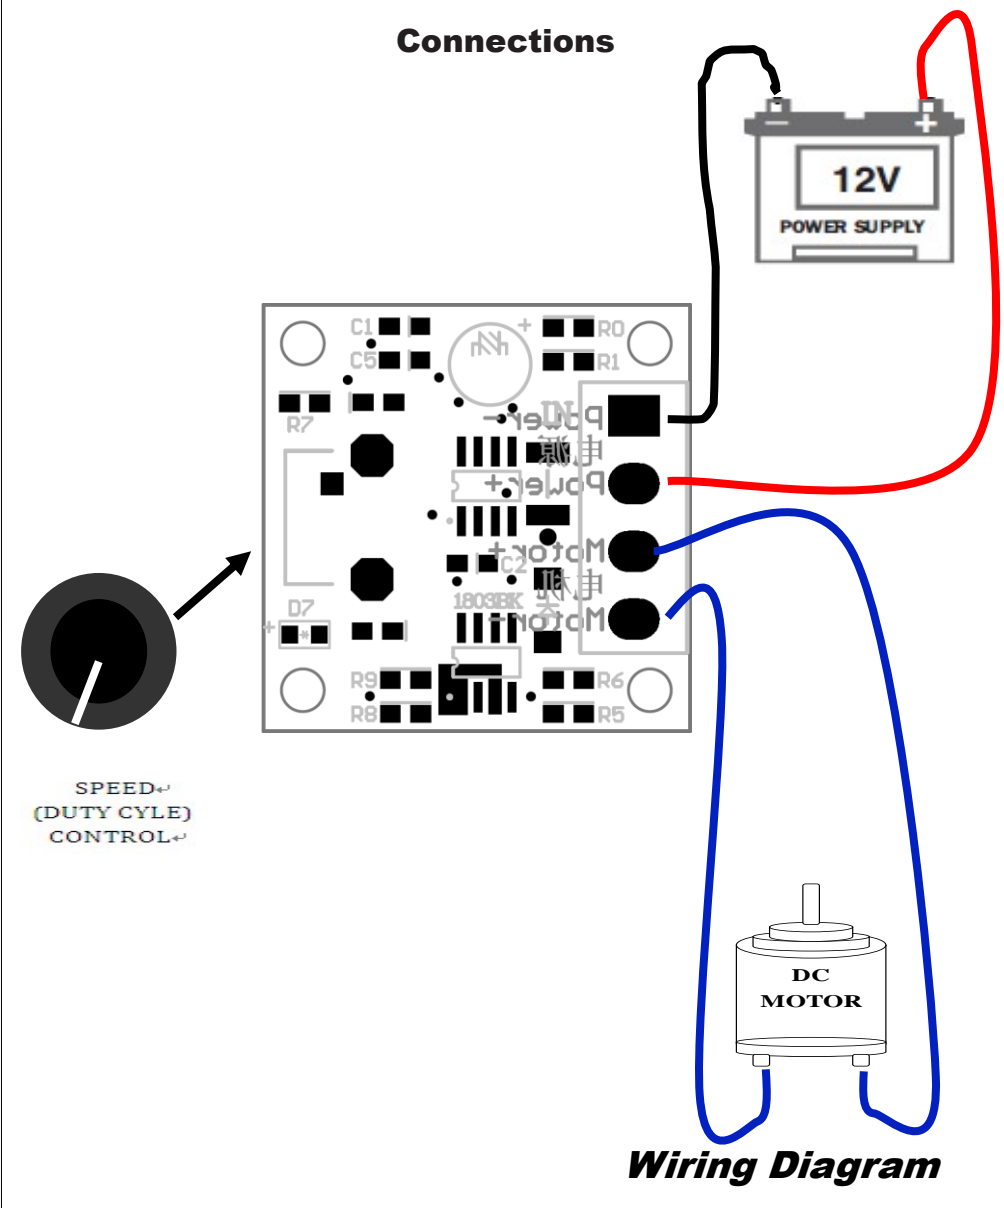 Connections
−
+
12V
POWER SUPPLY
C1
+
R0
C5
R1
R7
IN
Power-
电源
Power+
Motor+
C2
电机
D7
+
*
Motor-
R9
R6
R8
R5
SPEED↵
(DUTY CYLE)
CONTROL↵
DC
MOTOR
Wiring Diagram